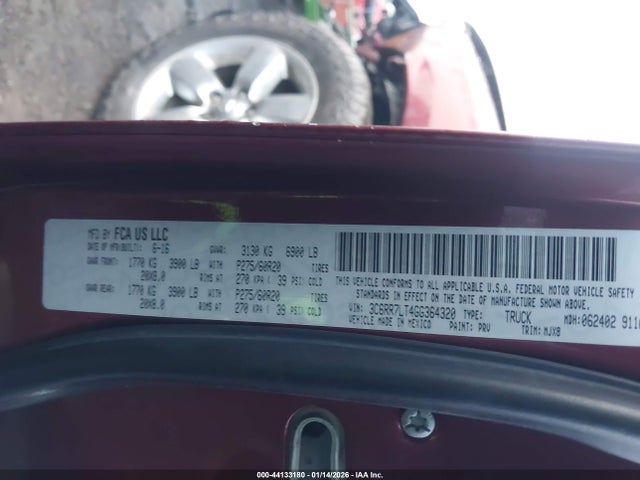 MFD BY FCA US LLC
DATE OF MFR/BUILT: 6-16 GVWR: 3130 KG 6900 LB
GAWR FRONT: 1770 KG 3900 LB WITH P275/60R20 TIRES
20X8.0 RIMS AT 270 KPA ( 39 PSI) COLD
GAWR REAR: 1770 KG 3900 LB WITH P275/60R20 TIRES
20X8.0 RIMS AT 270 KPA ( 39 PSI) COLD
THIS VEHICLE CONFORMS TO ALL APPLICABLE U.S.A. FEDERAL MOTOR VEHICLE SAFETY
STANDARDS IN EFFECT ON THE DATE OF MANUFACTURE SHOWN ABOVE.
VIN: 3C6RR7LT4GG364320 TYPE: TRUCK MDH: 062402 911
VEHICLE MADE IN MEXICO PAINT: PRV TRIM: MJX8
000-44133180 - 01/14/2026 - IAA Inc.